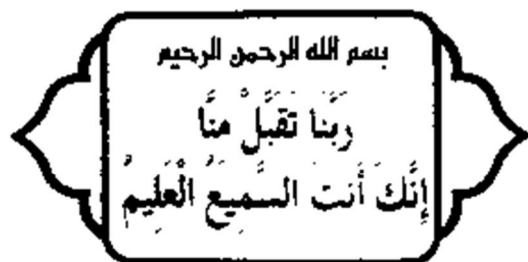 بسم الله الرحمن الرحيم
رَبَّنَا تَقَبَّلْ مِنَّا
إِنَّكَ أَنتَ السَّمِيعُ الْعَلِيمُ